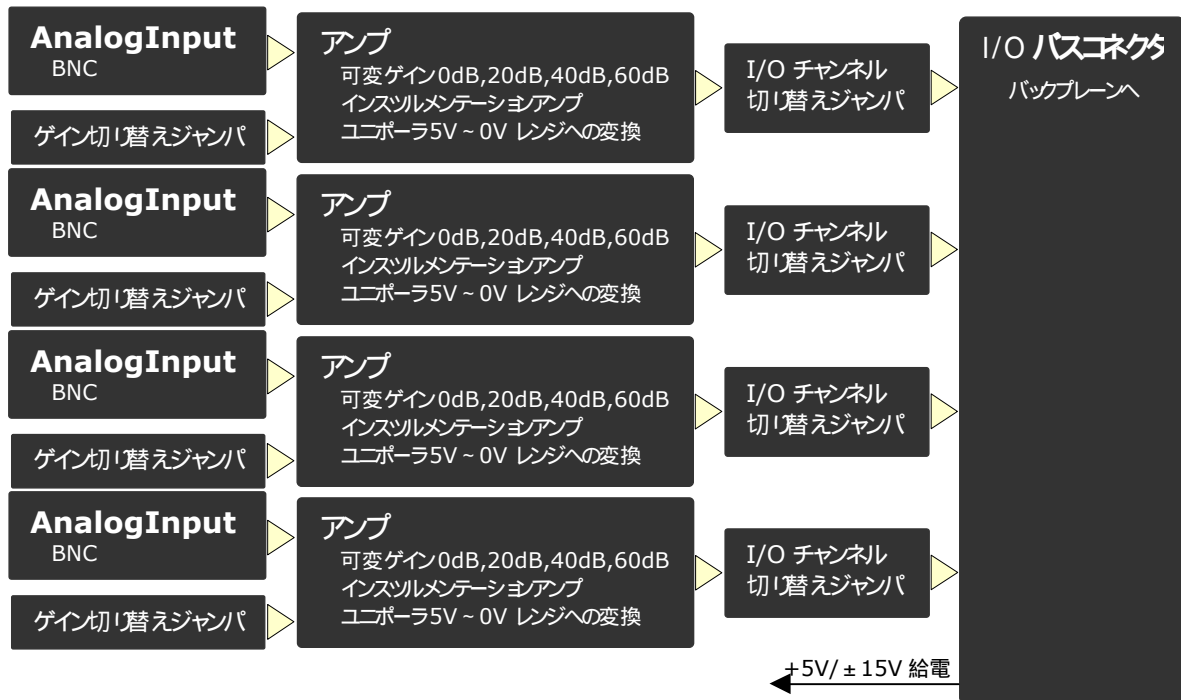 AnalogInput
BNC
ゲイン切り替えジャンパ
アンプ
可変ゲイン0dB,20dB,40dB,60dB
インスツルメンテーションアンプ
ユニポーラ5V ~ 0V レンジへの変換
I/O チャンネル
切り替えジャンパ
AnalogInput
BNC
ゲイン切り替えジャンパ
アンプ
可変ゲイン0dB,20dB,40dB,60dB
インスツルメンテーションアンプ
ユニポーラ5V ~ 0V レンジへの変換
I/O チャンネル
切り替えジャンパ
AnalogInput
BNC
ゲイン切り替えジャンパ
アンプ
可変ゲイン0dB,20dB,40dB,60dB
インスツルメンテーションアンプ
ユニポーラ5V ~ 0V レンジへの変換
I/O チャンネル
切り替えジャンパ
AnalogInput
BNC
ゲイン切り替えジャンパ
アンプ
可変ゲイン0dB,20dB,40dB,60dB
インスツルメンテーションアンプ
ユニポーラ5V ~ 0V レンジへの変換
I/O チャンネル
切り替えジャンパ
I/O バスコネクタ
バックプレーンへ
+5V/±15V 給電